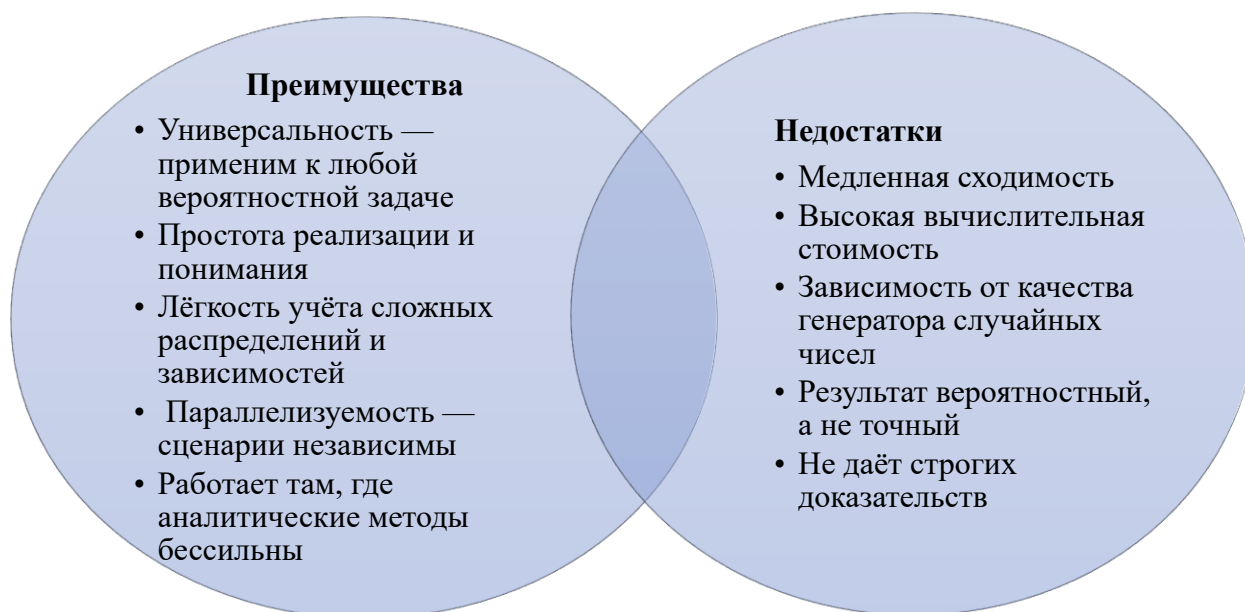 Преимущества
• Универсальность —
применим к любой
вероятностной задаче
• Простота реализации и
понимания
• Лёгкость учёта сложных
распределений и
зависимостей
• Параллелизуемость —
сценарии независимы
• Работает там, где
аналитические методы
бессильны
Недостатки
• Медленная сходимость
• Высокая вычислительная
стоимость
• Зависимость от качества
генератора случайных
чисел
• Результат вероятностный,
а не точный
• Не даёт строгих
доказательств